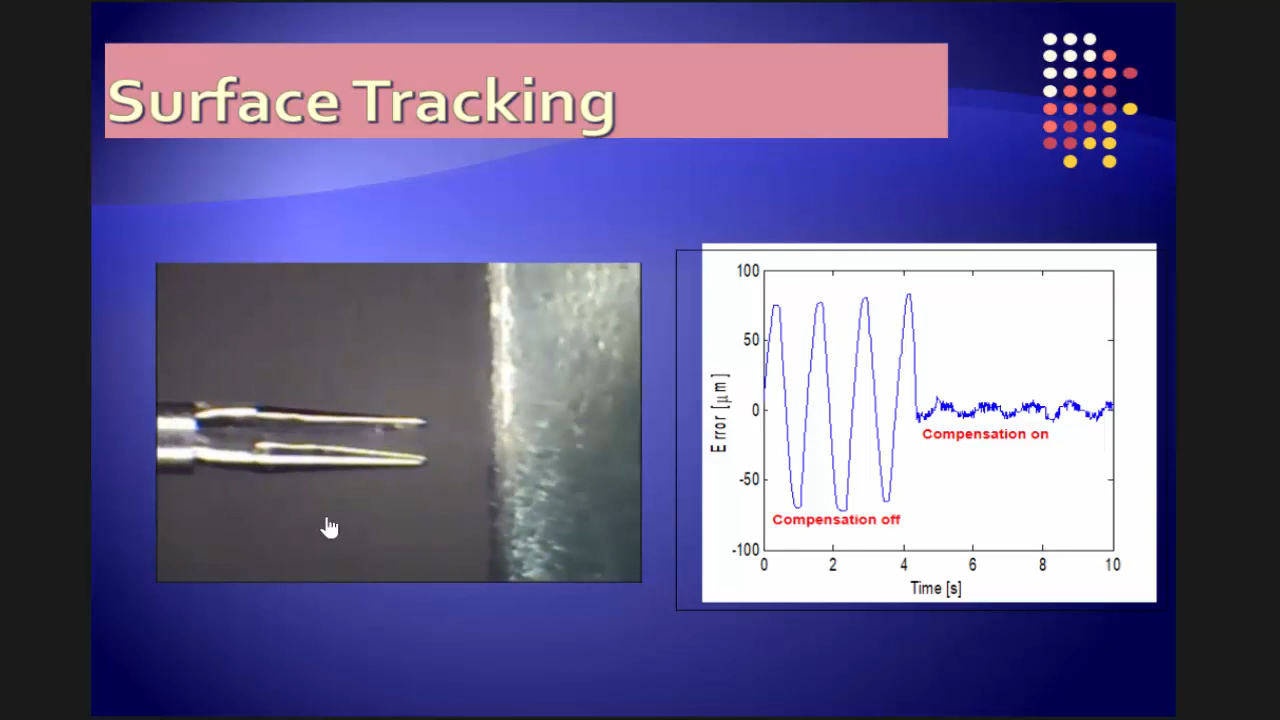 Surface Tracking
100
50
0
-50
-100
Error [µm]
Compensation on
Compensation off
0 2 4 6 8 10
Time [s]